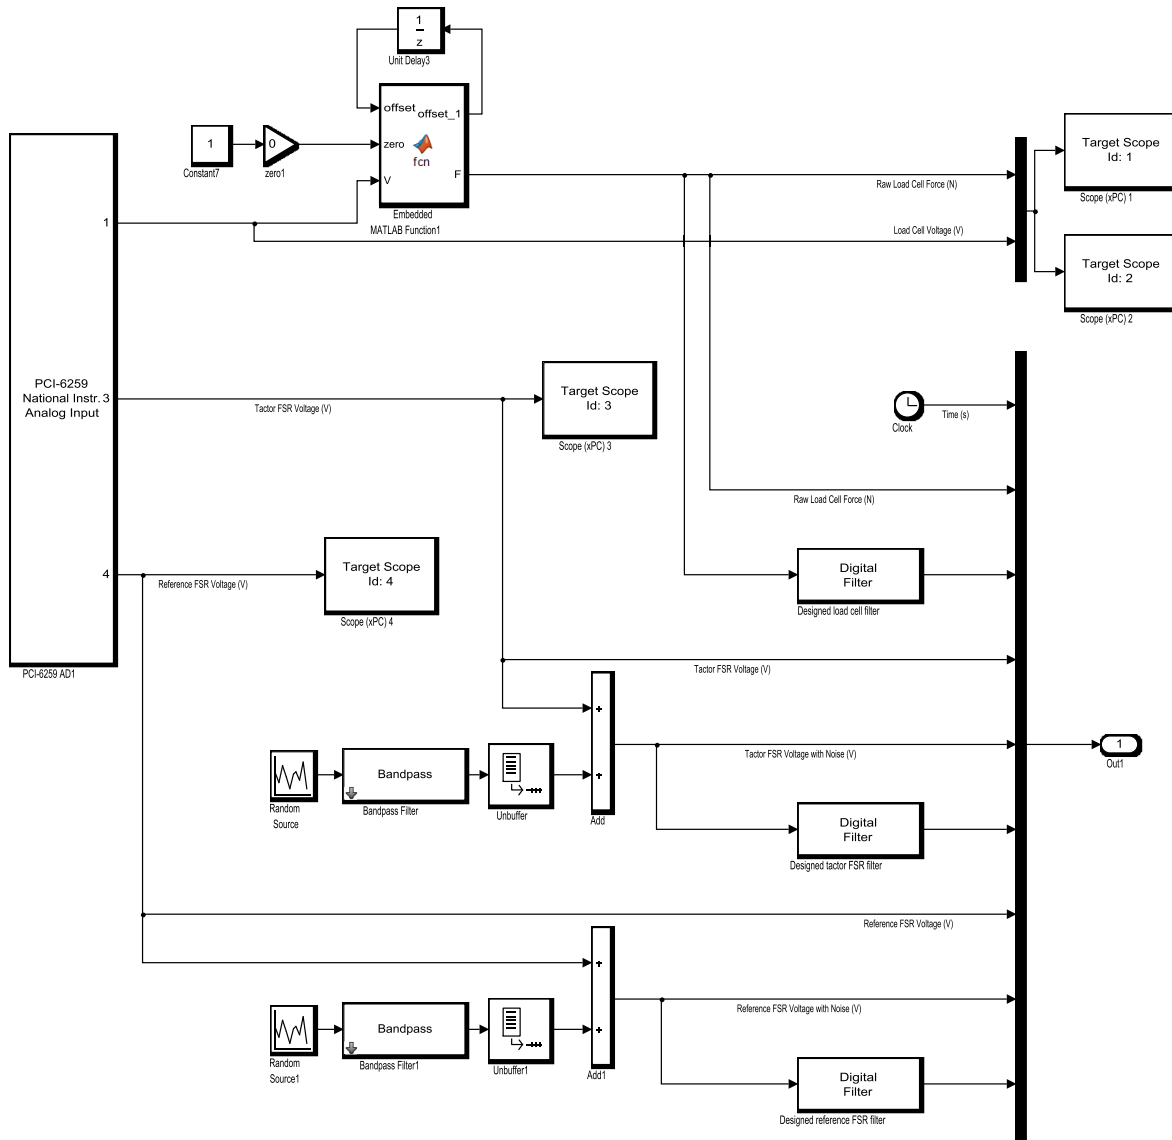 1
z
Unit Delay3
offset
offset_1
1
0
zero
fcn
Constant7
zero1
V
F
Embedded
MATLAB Function1
Raw Load Cell Force (N)
Load Cell Voltage (V)
Target Scope
Id: 1
Scope (xPC) 1
Target Scope
Id: 2
Scope (xPC) 2
1
PCI-6259
National Instr.
Analog Input
3
4
PCI-6259 AD1
Tactor FSR Voltage (V)
Target Scope
Id: 3
Scope (xPC) 3
Clock
Time (s)
Raw Load Cell Force (N)
Target Scope
Id: 4
Scope (xPC) 4
Reference FSR Voltage (V)
Digital
Filter
Designed load cell filter
Tactor FSR Voltage (V)
+
+
Add
Random
Source
Bandpass
Bandpass Filter
Unbuffer
Tactor FSR Voltage with Noise (V)
1
Out1
Digital
Filter
Designed tactor FSR filter
Reference FSR Voltage (V)
+
+
Add1
Random
Source1
Bandpass
Bandpass Filter1
Unbuffer1
Reference FSR Voltage with Noise (V)
Digital
Filter
Designed reference FSR filter